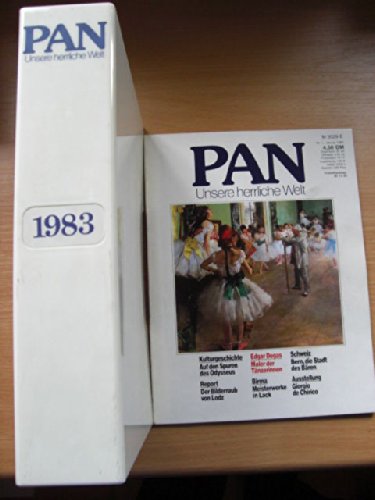 PAN
Unsere herrliche Welt
1983
PAN
Unsere herrliche Welt
4,50 DM
Kulturgeschichte
Auf den Spuren
des Odysseus
Edgar Degas
Maler der
Tänzerinnen
Schweiz
Bern, die Stadt
des Bären
Report
Der Bilderraub
von Lodz
Birma
Meisterwerke
in Lack
Ausstellung
Giorgio
de Chirico